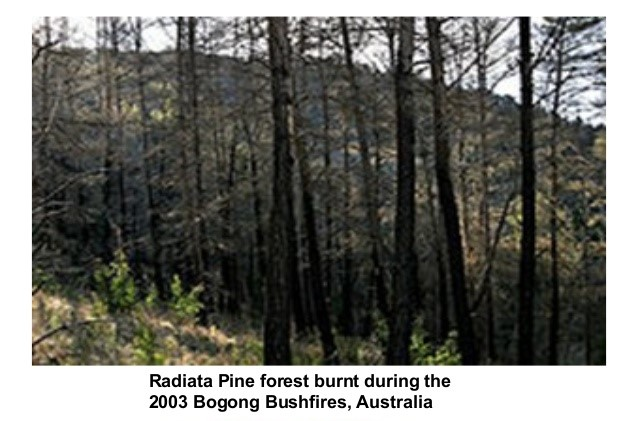 Radiata Pine forest burnt during the
2003 Bogong Bushfires, Australia